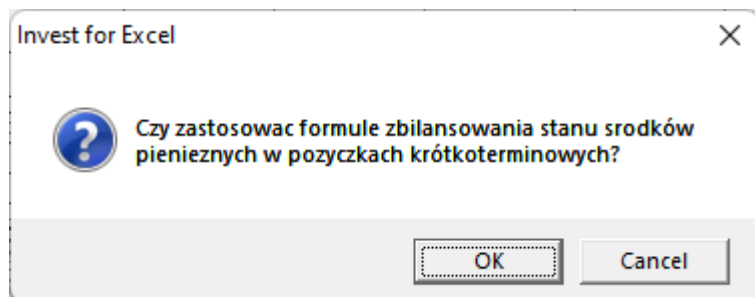 Invest for Excel
Czy zastosowac formule zbilansowania stanu srodków
pienieznych w pozyczkach krótkoterminowych?
OK
Cancel